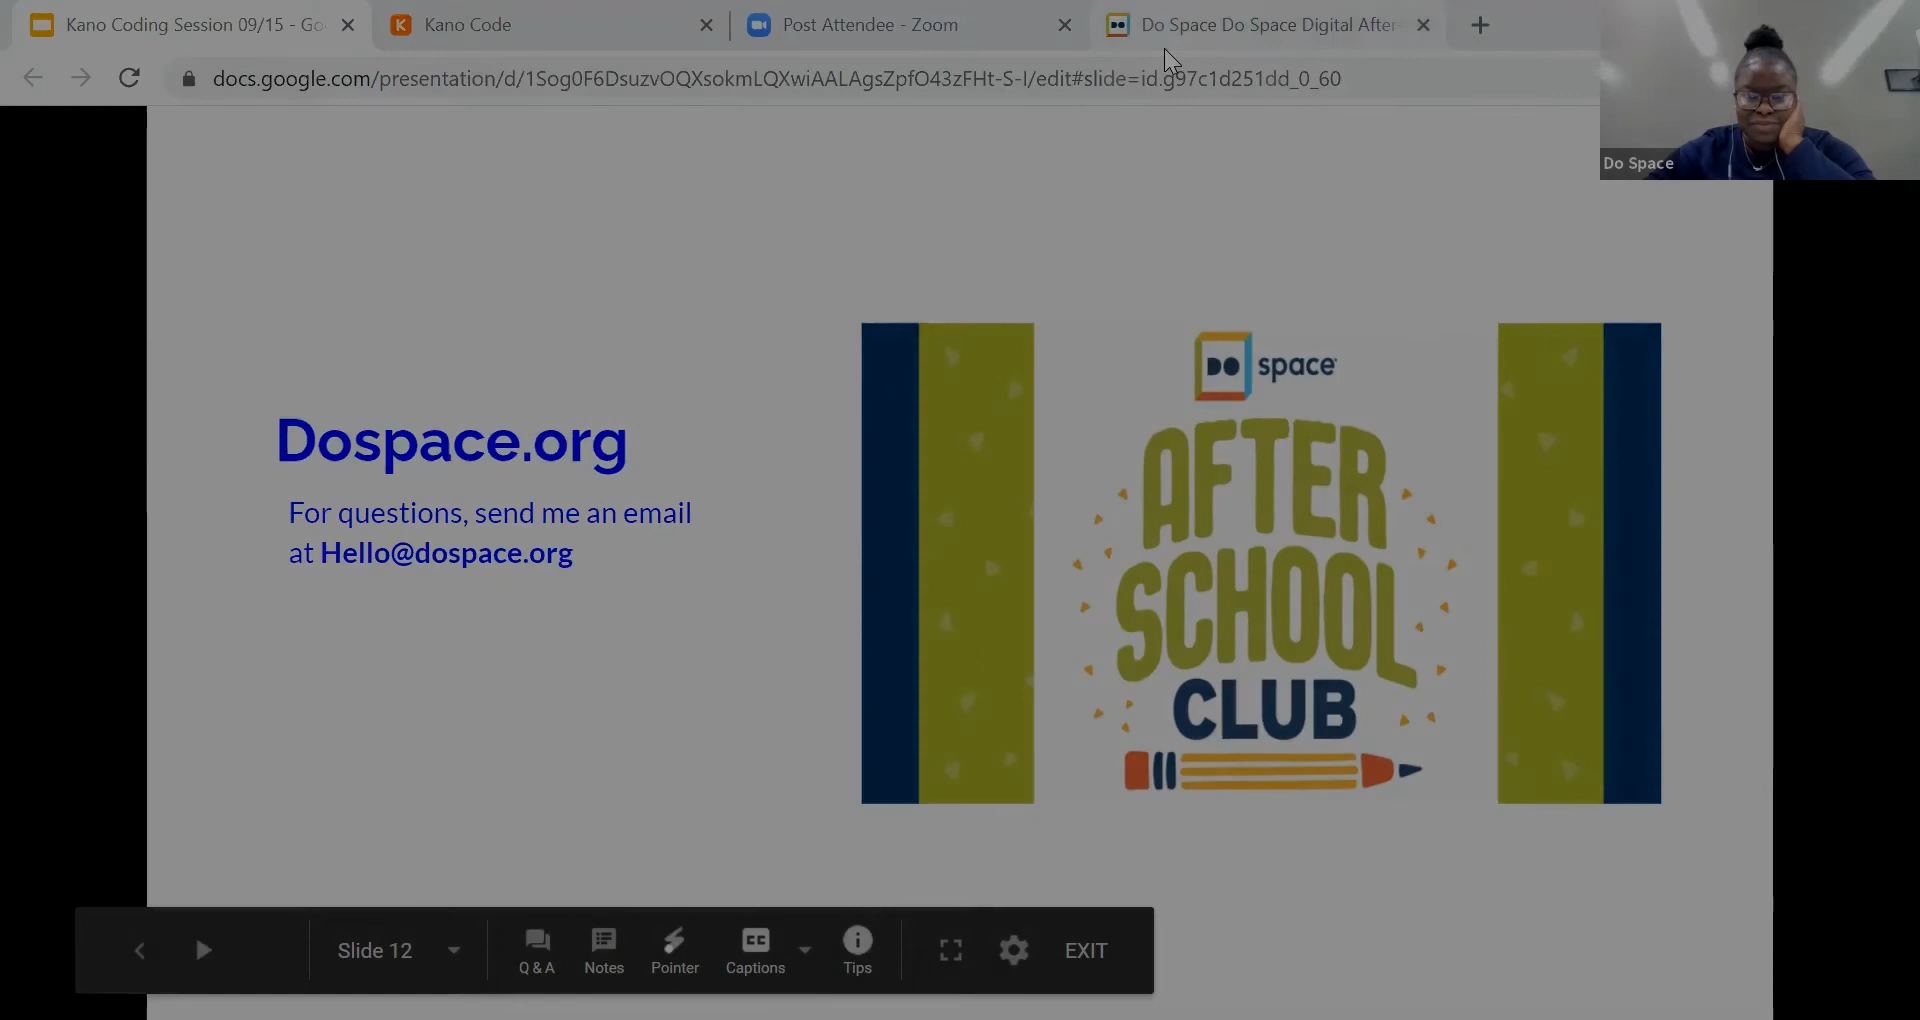 Kano Coding Session 09/15 - Go
Kano Code
Post Attendee - Zoom
Do Space Do Space Digital After
docs.google.com/presentation/d/1Sog0F6DsuzvOQXsokmLQXwiAALAgsZpfO43zFHt-S-I/edit#slide=id.g97c1d251dd_0_60
Do Space
DO space
AFTER
SCHOOL
CLUB
Dospace.org
For questions, send me an email
at Hello@dospace.org
Slide 12
Q & A
Notes
CC
Captions
Pointer
Tips
EXIT